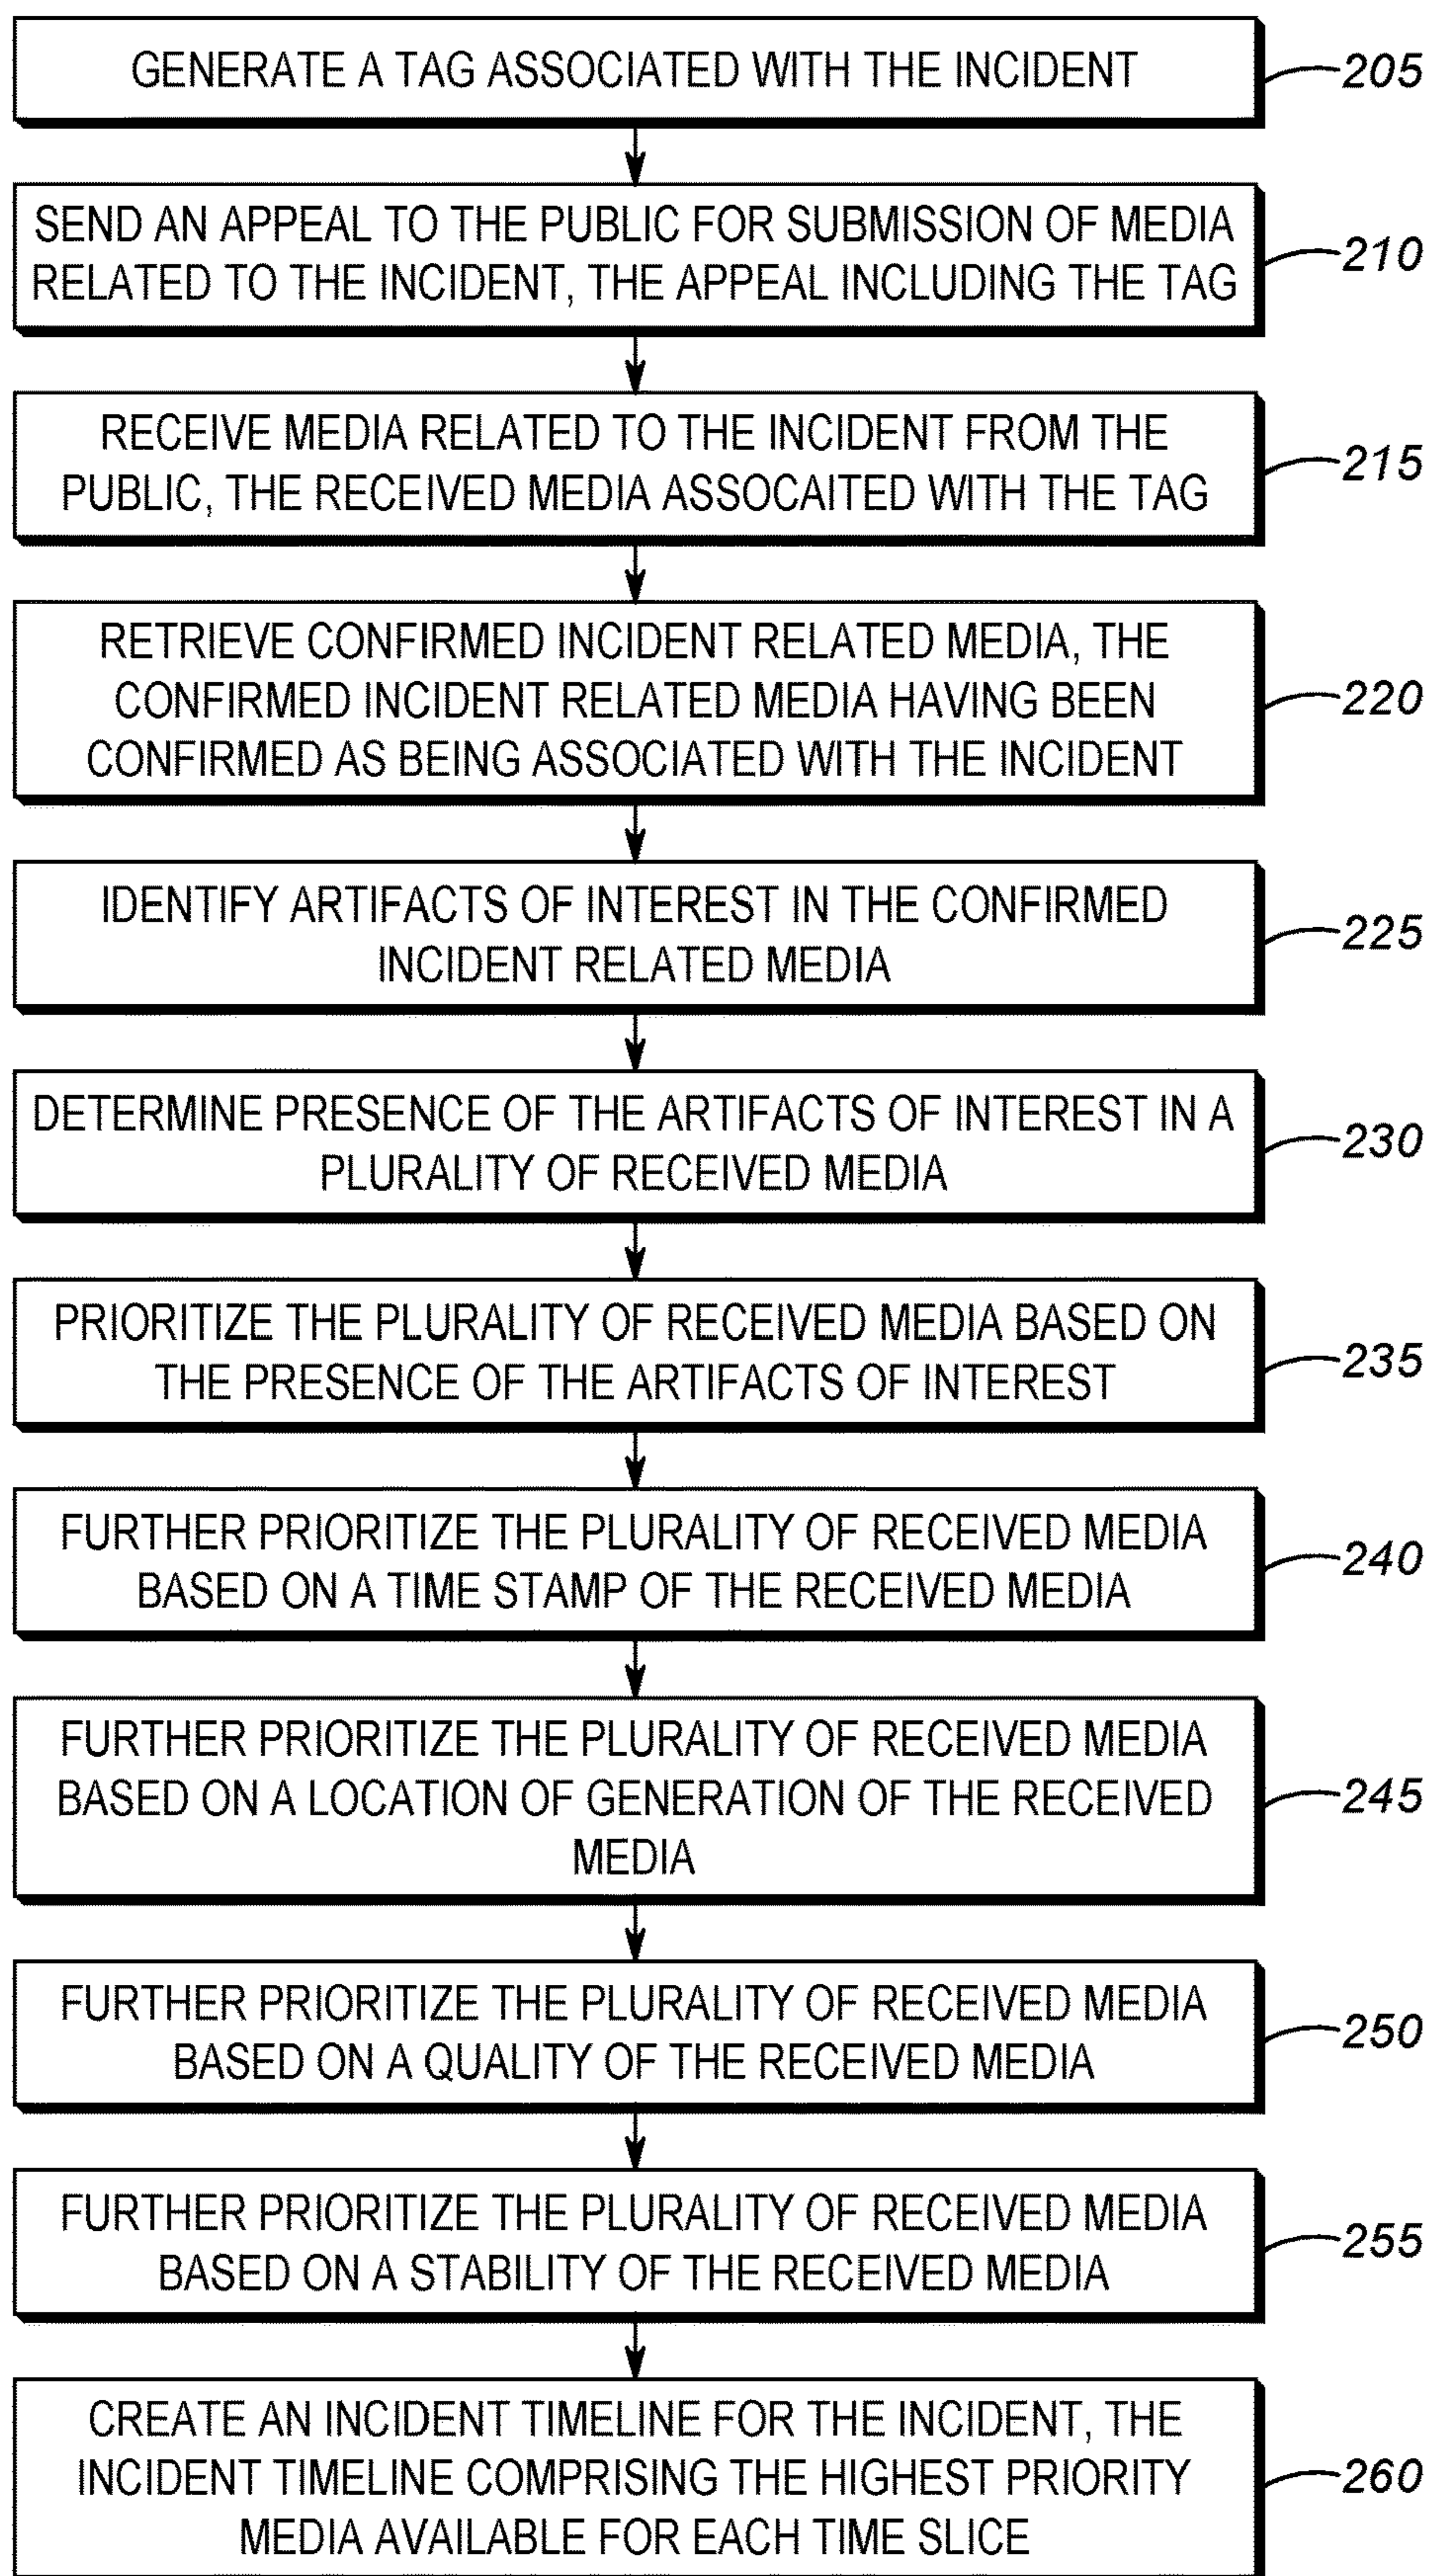 GENERATE A TAG ASSOCIATED WITH THE INCIDENT
205
SEND AN APPEAL TO THE PUBLIC FOR SUBMISSION OF MEDIA
RELATED TO THE INCIDENT, THE APPEAL INCLUDING THE TAG
210
RECEIVE MEDIA RELATED TO THE INCIDENT FROM THE
PUBLIC, THE RECEIVED MEDIA ASSOCAITED WITH THE TAG
215
RETRIEVE CONFIRMED INCIDENT RELATED MEDIA, THE
CONFIRMED INCIDENT RELATED MEDIA HAVING BEEN
CONFIRMED AS BEING ASSOCIATED WITH THE INCIDENT
220
IDENTIFY ARTIFACTS OF INTEREST IN THE CONFIRMED
INCIDENT RELATED MEDIA
225
DETERMINE PRESENCE OF THE ARTIFACTS OF INTEREST IN A
PLURALITY OF RECEIVED MEDIA
230
PRIORITIZE THE PLURALITY OF RECEIVED MEDIA BASED ON
THE PRESENCE OF THE ARTIFACTS OF INTEREST
235
FURTHER PRIORITIZE THE PLURALITY OF RECEIVED MEDIA
BASED ON A TIME STAMP OF THE RECEIVED MEDIA
240
FURTHER PRIORITIZE THE PLURALITY OF RECEIVED MEDIA
BASED ON A LOCATION OF GENERATION OF THE RECEIVED
MEDIA
245
FURTHER PRIORITIZE THE PLURALITY OF RECEIVED MEDIA
BASED ON A QUALITY OF THE RECEIVED MEDIA
250
FURTHER PRIORITIZE THE PLURALITY OF RECEIVED MEDIA
BASED ON A STABILITY OF THE RECEIVED MEDIA
255
CREATE AN INCIDENT TIMELINE FOR THE INCIDENT, THE
INCIDENT TIMELINE COMPRISING THE HIGHEST PRIORITY
MEDIA AVAILABLE FOR EACH TIME SLICE
260